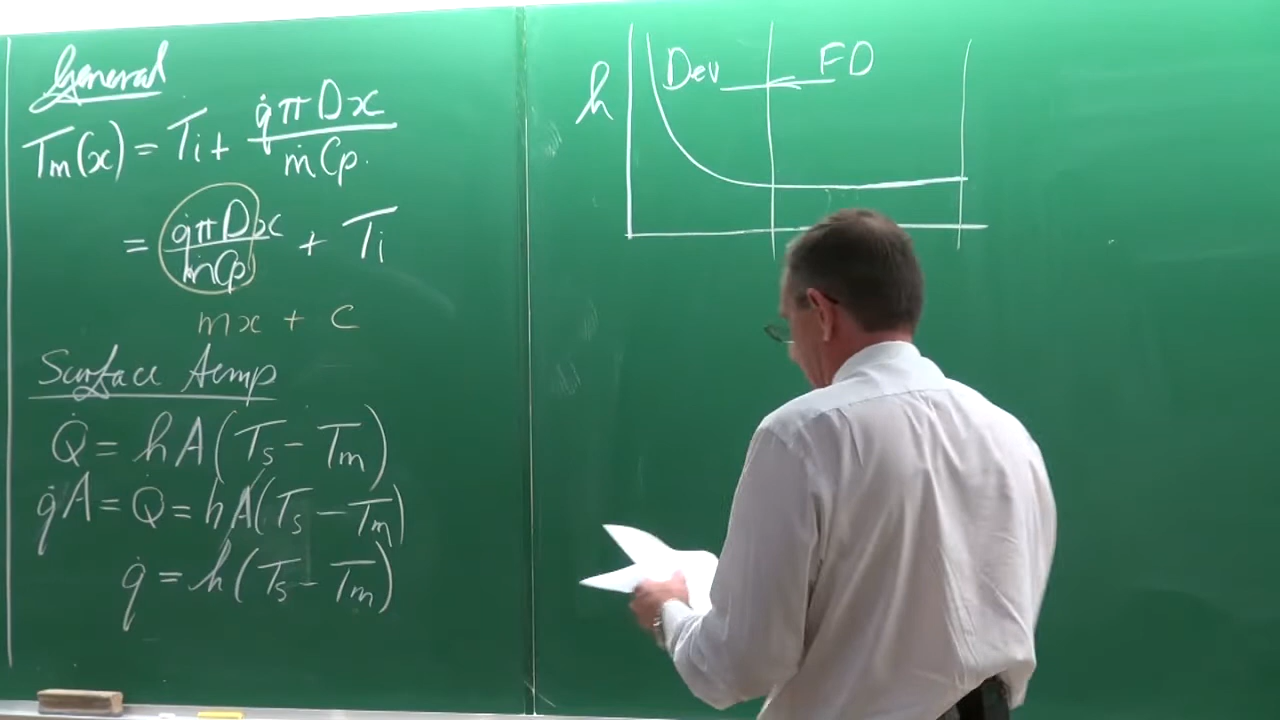 General
Tm(x) = Ti + q̇πDx / ṁCp.
= q̇πDx / ṁCp + Ti
mx + c
Surface Temp
Q̇ = hA(Ts - Tm)
q̇A = Q̇ = hA(Ts - Tm)
q̇ = h(Ts - Tm)
h
Dev
FD